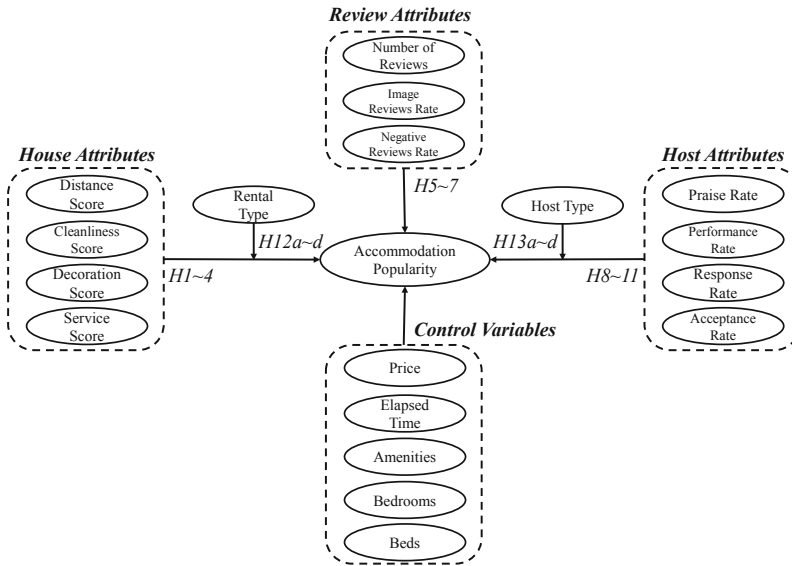 Review Attributes
Number of
Reviews
Image
Reviews Rate
Negative
Reviews Rate
H5~7
House Attributes
Distance
Score
Cleanliness
Score
Decoration
Score
Service
Score
H1~4
Rental
Type
H12a~d
Accommodation
Popularity
Host Type
H13a~d
H8~11
Host Attributes
Praise Rate
Performance
Rate
Response
Rate
Acceptance
Rate
Control Variables
Price
Elapsed
Time
Amenities
Bedrooms
Beds